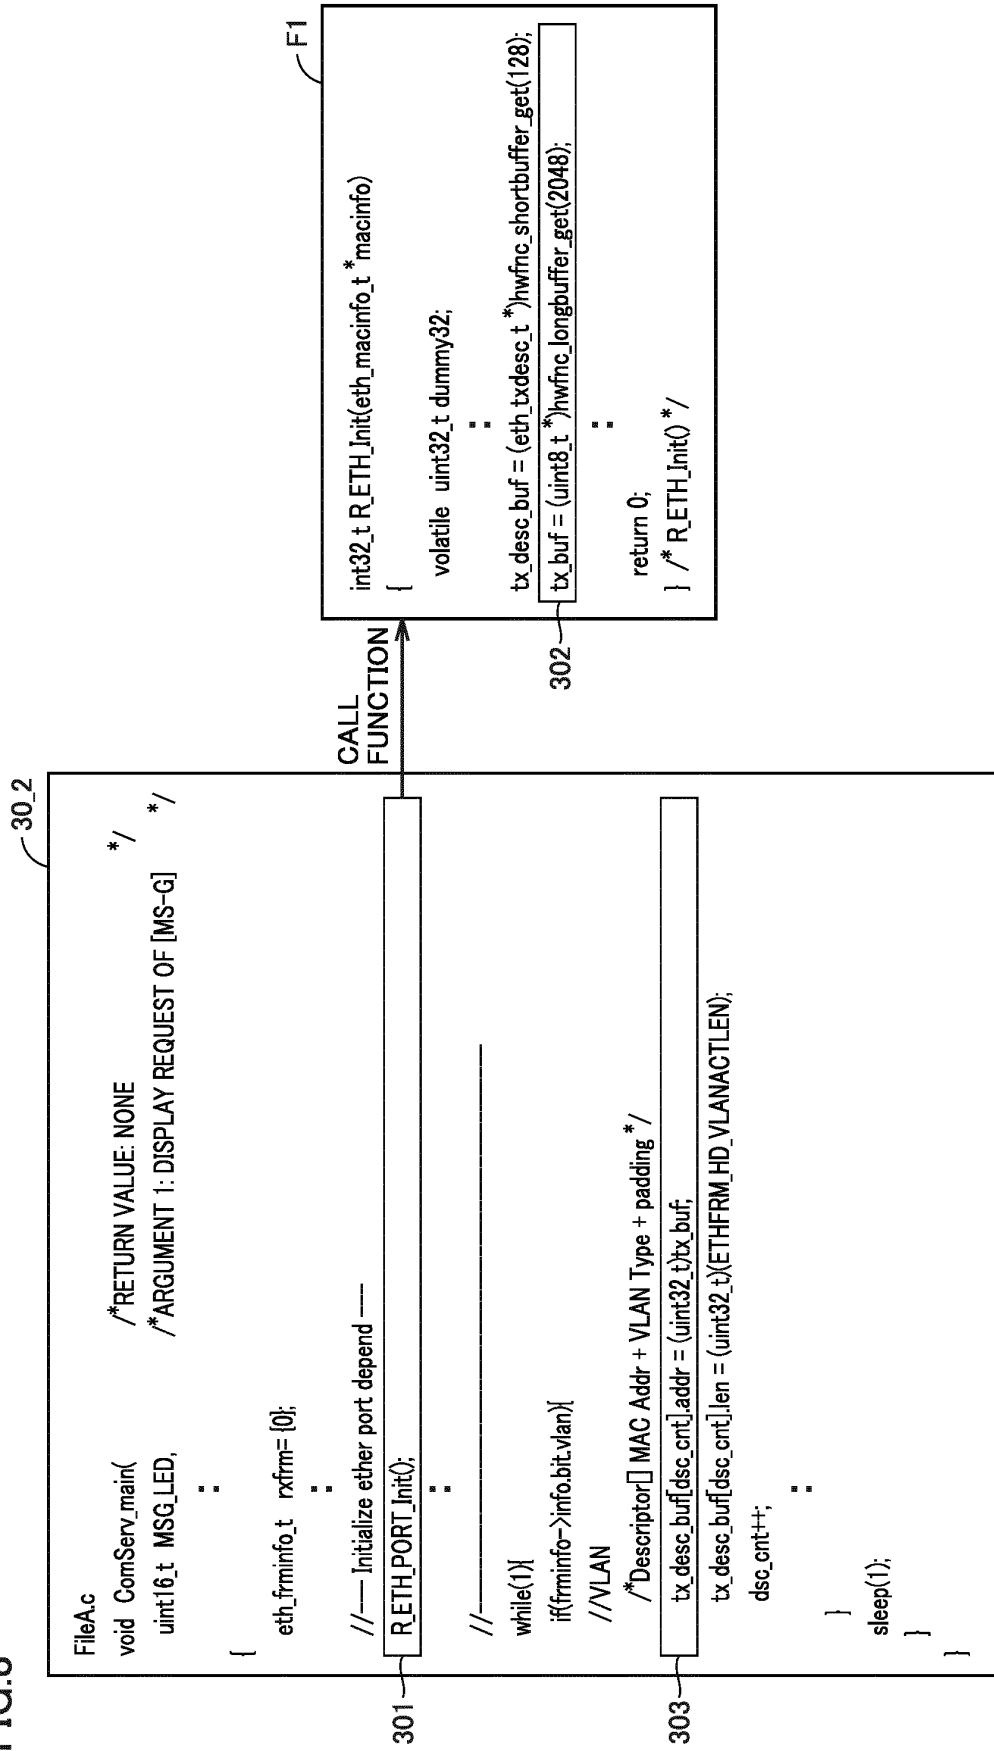 FIG.8
30_2
FileA.c
void ComServ_main( /*RETURN VALUE: NONE */
uint16_t MSG_LED, /*ARGUMENT 1: DISPLAY REQUEST OF [MS-G] */
{
eth_frminfo_t rxfrm= {0};
//---- Initialize ether port depend ----
301
R_ETH_PORT_Init();
//
while(1){
if(frminfo->info.bit.vlan){
//VLAN
/*Descriptor[] MAC Addr + VLAN Type + padding */
303
tx_desc_buf[dsc_cnt].addr = (uint32_t)tx_buf;
tx_desc_buf[dsc_cnt].len = (uint32_t)(ETHFRM_HD_VLANACTLEN);
dsc_cnt++;
}
sleep(1);
}
}
CALL
FUNCTION
F1
int32_t R_ETH_Init(eth_macinfo_t *macinfo)
{
volatile uint32_t dummy32;
tx_desc_buf = (eth_txdesc_t *)hwfnc_shortbuffer_get(128);
302
tx_buf = (uint8_t *)hwfnc_longbuffer_get(2048);
return 0;
} /* R_ETH_Init() */